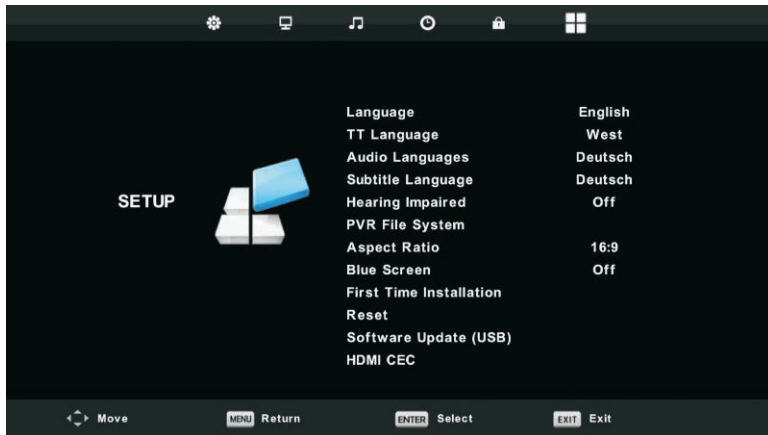 Language English
TT Language West
Audio Languages Deutsch
Subtitle Language Deutsch
SETUP Hearing Impaired Off
PVR File System
Aspect Ratio 16:9
Blue Screen Off
First Time Installation
Reset
Software Update (USB)
HDMI CEC
Move MENU Return ENTER Select EXIT Exit